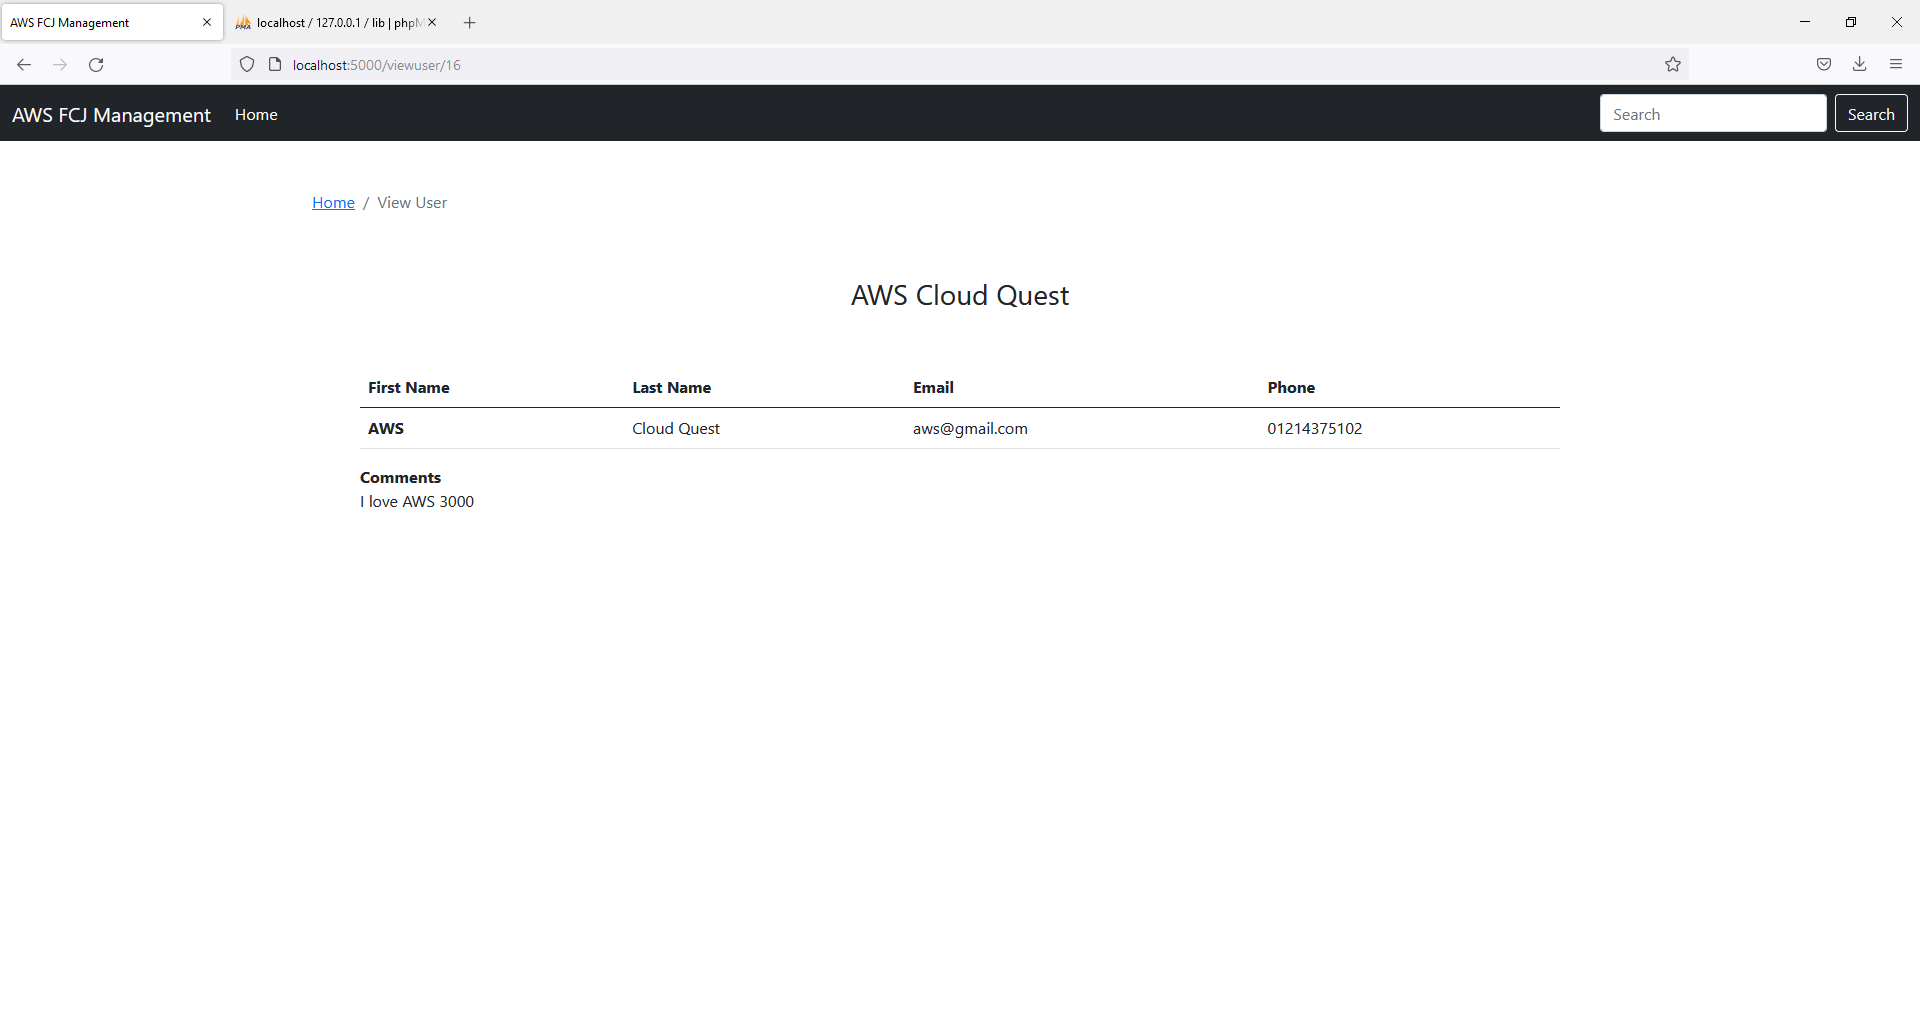 AWS FCJ Management
localhost / 127.0.0.1 / lib | phpM
localhost:5000/viewuser/16
AWS FCJ Management Home Search Search
Home / View User
AWS Cloud Quest
First Name Last Name Email Phone
AWS Cloud Quest aws@gmail.com 01214375102
Comments
I love AWS 3000